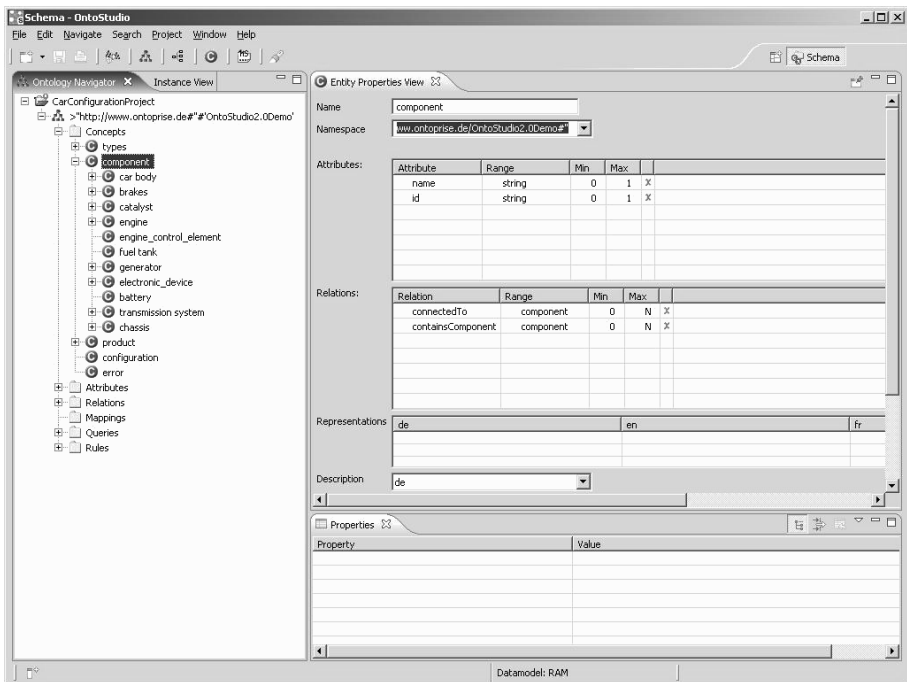 Schema - OntoStudio
File Edit Navigate Search Project Window Help
Schema
Ontology Navigator Instance View
CarConfigurationProject
>"http://www.ontoprise.de#"#'OntoStudio2.0Demo'
Concepts
types
component
car body
brakes
catalyst
engine
engine_control_element
fuel tank
generator
electronic_device
battery
transmission system
chassis
product
configuration
error
Attributes
Relations
Mappings
Queries
Rules
Entity Properties View
Name component
Namespace ww.ontoprise.de/OntoStudio2.0Demo#"
Attributes:
Attribute Range Min Max
name string 0 1 X
id string 0 1 X
Relations:
Relation Range Min Max
connectedTo component 0 N X
containsComponent component 0 N X
Representations de en fr
Description de
Properties
Property Value
Datamodel: RAM